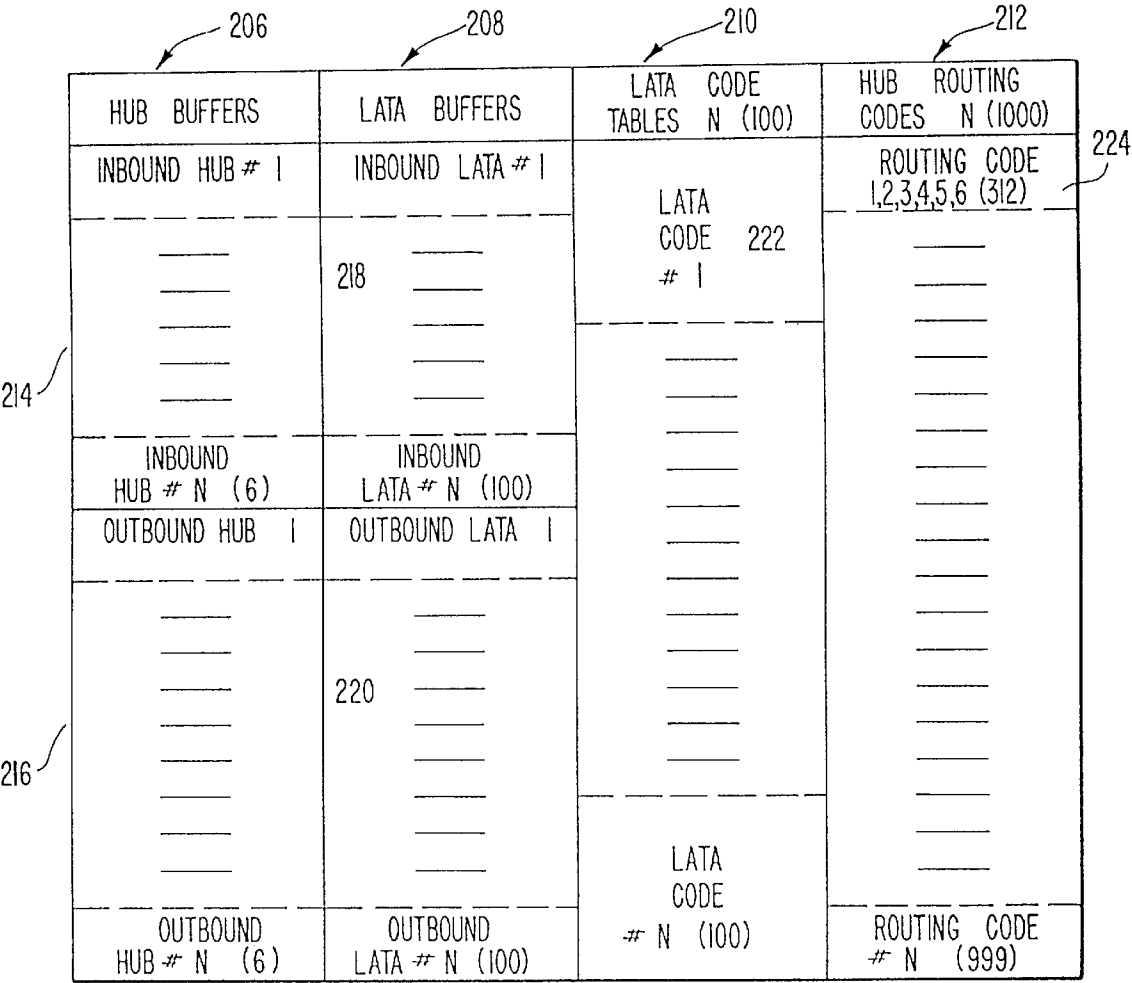 206
208
210
212
HUB BUFFERS
LATA BUFFERS
LATA CODE
TABLES N (100)
HUB ROUTING
CODES N (1000)
INBOUND HUB # 1
INBOUND LATA # 1
LATA
CODE 222
# 1
ROUTING CODE
1,2,3,4,5,6 (312)
224
218
214
INBOUND
HUB # N (6)
INBOUND
LATA # N (100)
OUTBOUND HUB 1
OUTBOUND LATA 1
220
216
OUTBOUND
HUB # N (6)
OUTBOUND
LATA # N (100)
LATA
CODE
# N (100)
ROUTING CODE
# N (999)